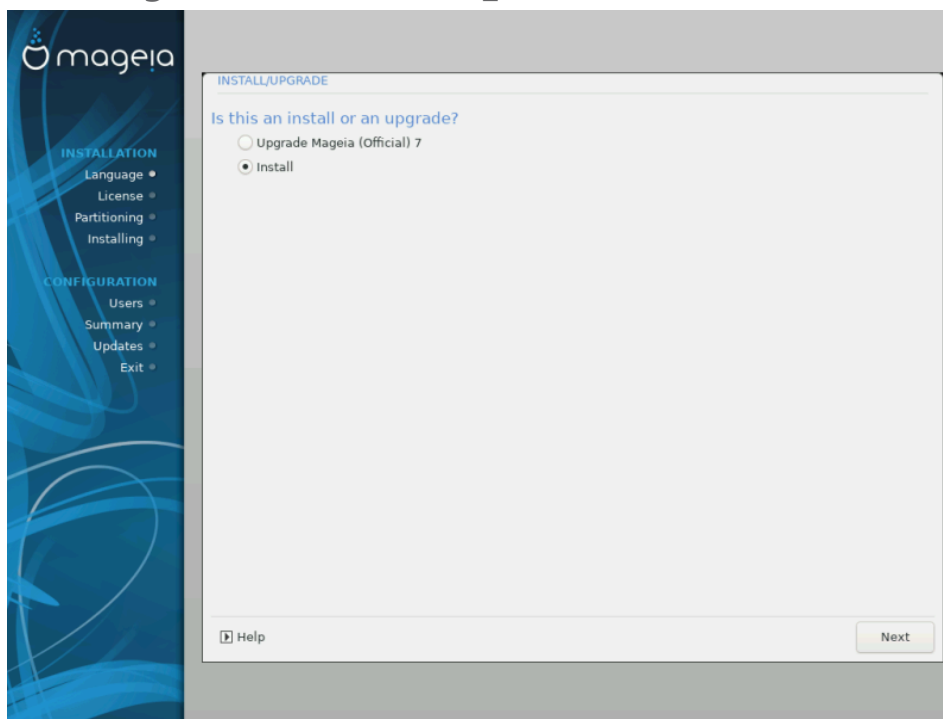 mageia
INSTALLATION
Language
License
Partitioning
Installing
CONFIGURATION
Users
Summary
Updates
Exit
INSTALL/UPGRADE
Is this an install or an upgrade?
Upgrade Mageia (Official) 7
Install
Help
Next